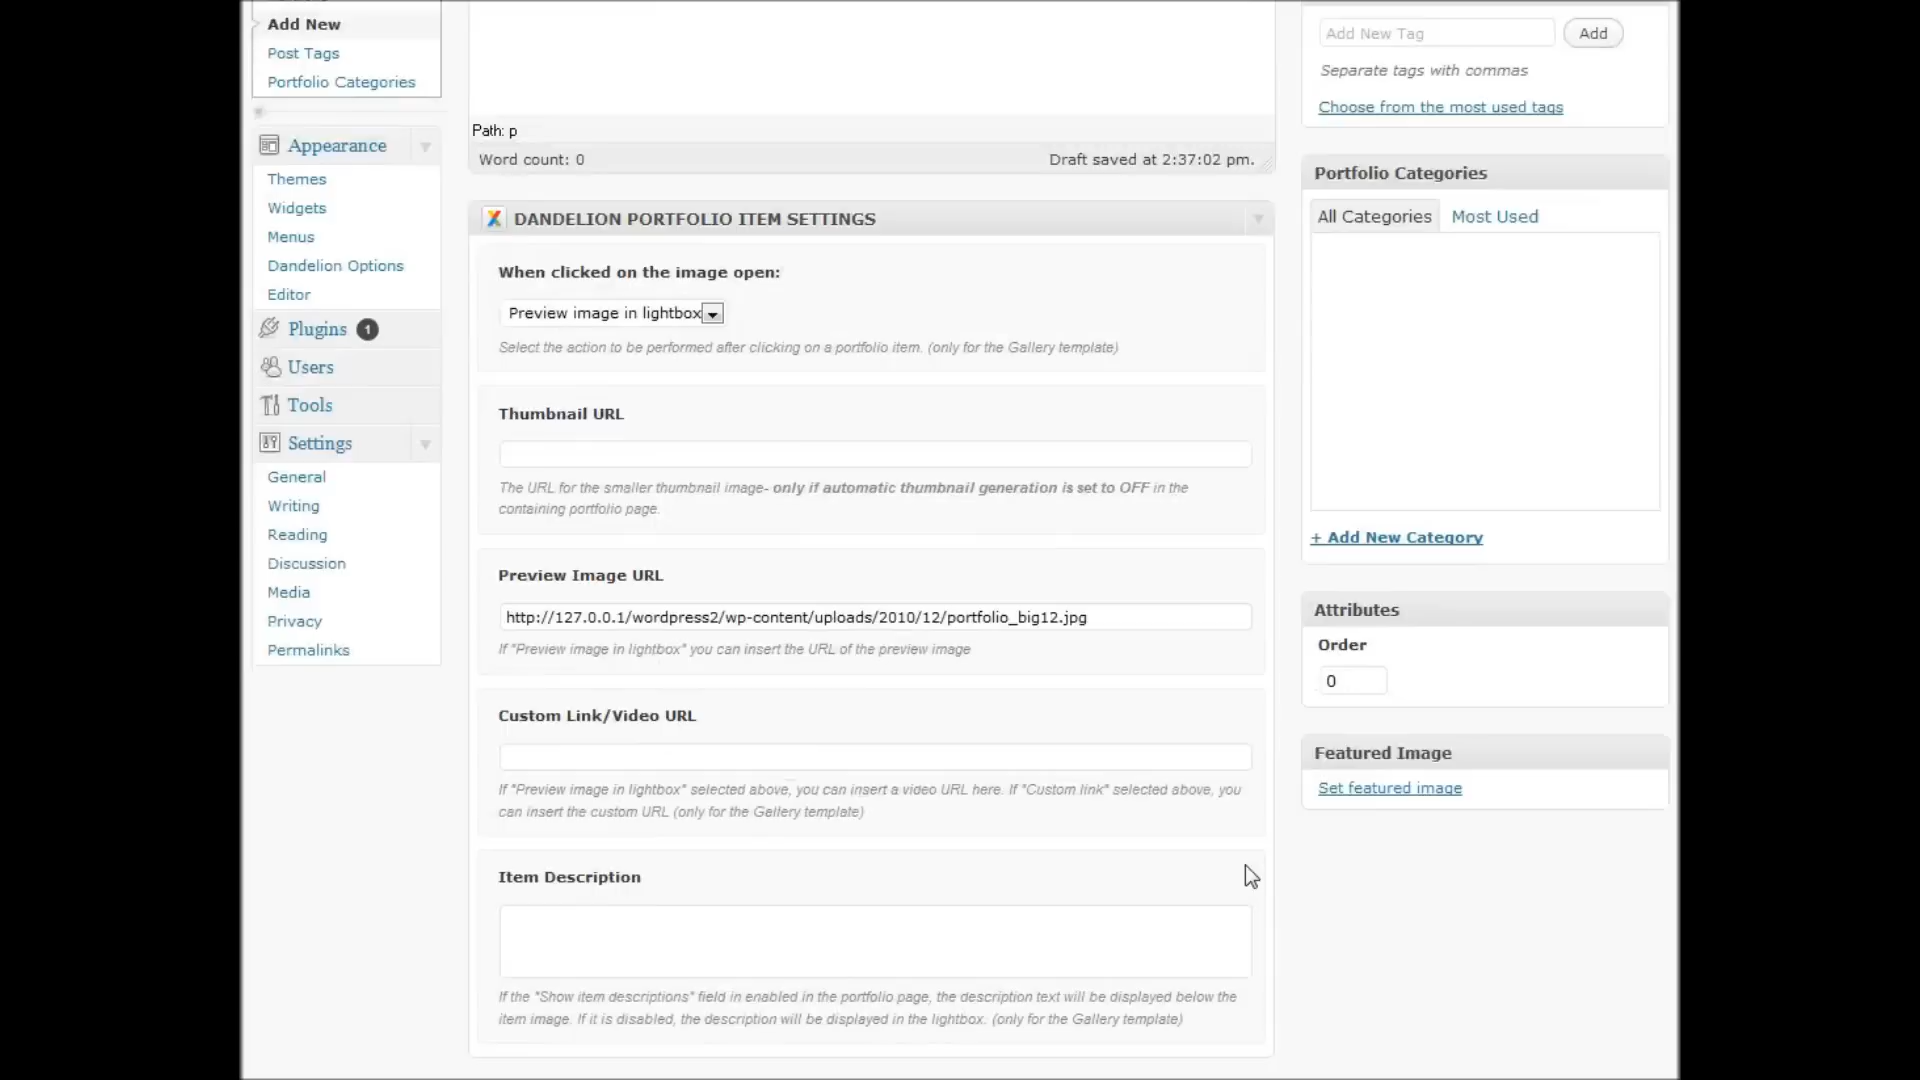 Add New
Post Tags
Portfolio Categories
Appearance
Themes
Widgets
Menus
Dandelion Options
Editor
Plugins 1
Users
Tools
Settings
General
Writing
Reading
Discussion
Media
Privacy
Permalinks
Path: p
Word count: 0
Draft saved at 2:37:02 pm.
DANDELION PORTFOLIO ITEM SETTINGS
When clicked on the image open:
Preview image in lightbox
Select the action to be performed after clicking on a portfolio item. (only for the Gallery template)
Thumbnail URL
The URL for the smaller thumbnail image- only if automatic thumbnail generation is set to OFF in the
containing portfolio page.
Preview Image URL
http://127.0.0.1/wordpress2/wp-content/uploads/2010/12/portfolio_big12.jpg
If "Preview image in lightbox" you can insert the URL of the preview image
Custom Link/Video URL
If "Preview image in lightbox" selected above, you can insert a video URL here. If "Custom link" selected above, you
can insert the custom URL (only for the Gallery template)
Item Description
If the "Show item descriptions" field in enabled in the portfolio page, the description text will be displayed below the
item image. If it is disabled, the description will be displayed in the lightbox. (only for the Gallery template)
Add New Tag
Add
Separate tags with commas
Choose from the most used tags
Portfolio Categories
All Categories
Most Used
+ Add New Category
Attributes
Order
0
Featured Image
Set featured image